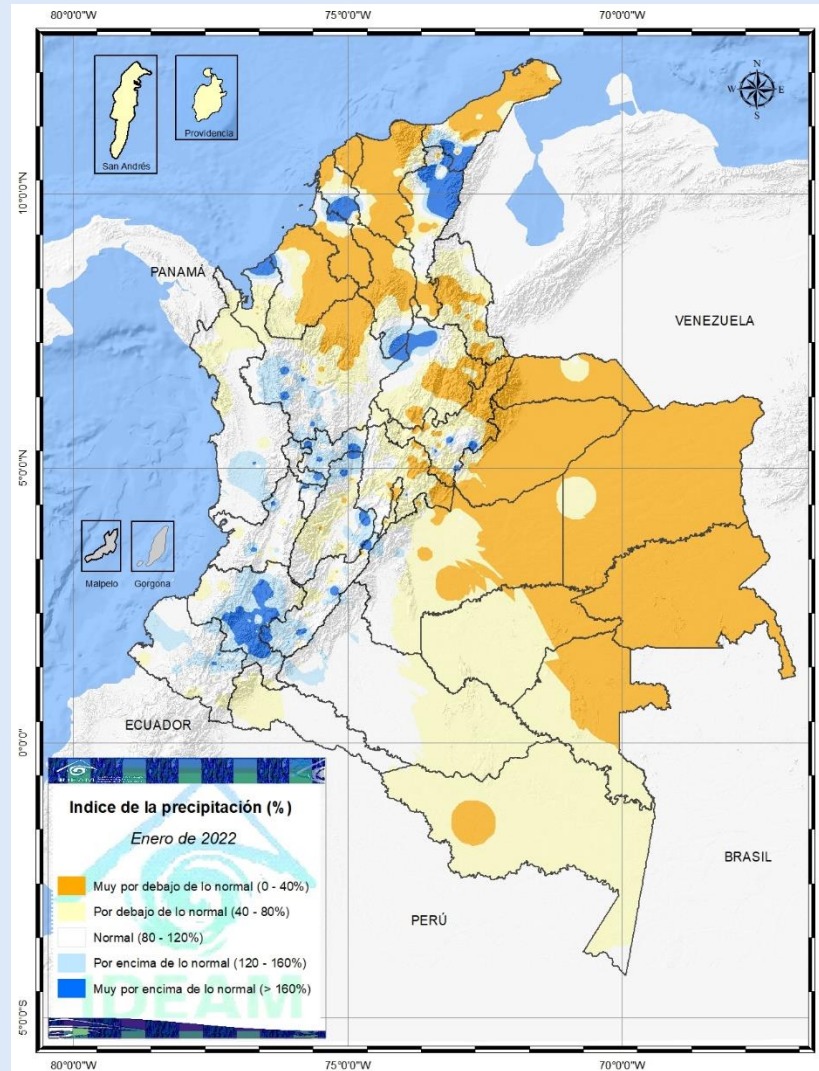 80°0'0"W 75°0'0"W 70°0'0"W
San Andrés
Providencia
N
W E
S
10°0'0"N
PANAMÁ
VENEZUELA
5°0'0"N
Malpelo
Gorgona
ECUADOR
0°0'0"
IDEAM
Indice de la precipitación (%)
Enero de 2022
Muy por debajo de lo normal (0 - 40%)
Por debajo de lo normal (40 - 80%)
Normal (80 - 120%)
Por encima de lo normal (120 - 160%)
Muy por encima de lo normal (> 160%)
IDEAM
BRASIL
PERÚ
5°0'0"S
80°0'0"W 75°0'0"W 70°0'0"W